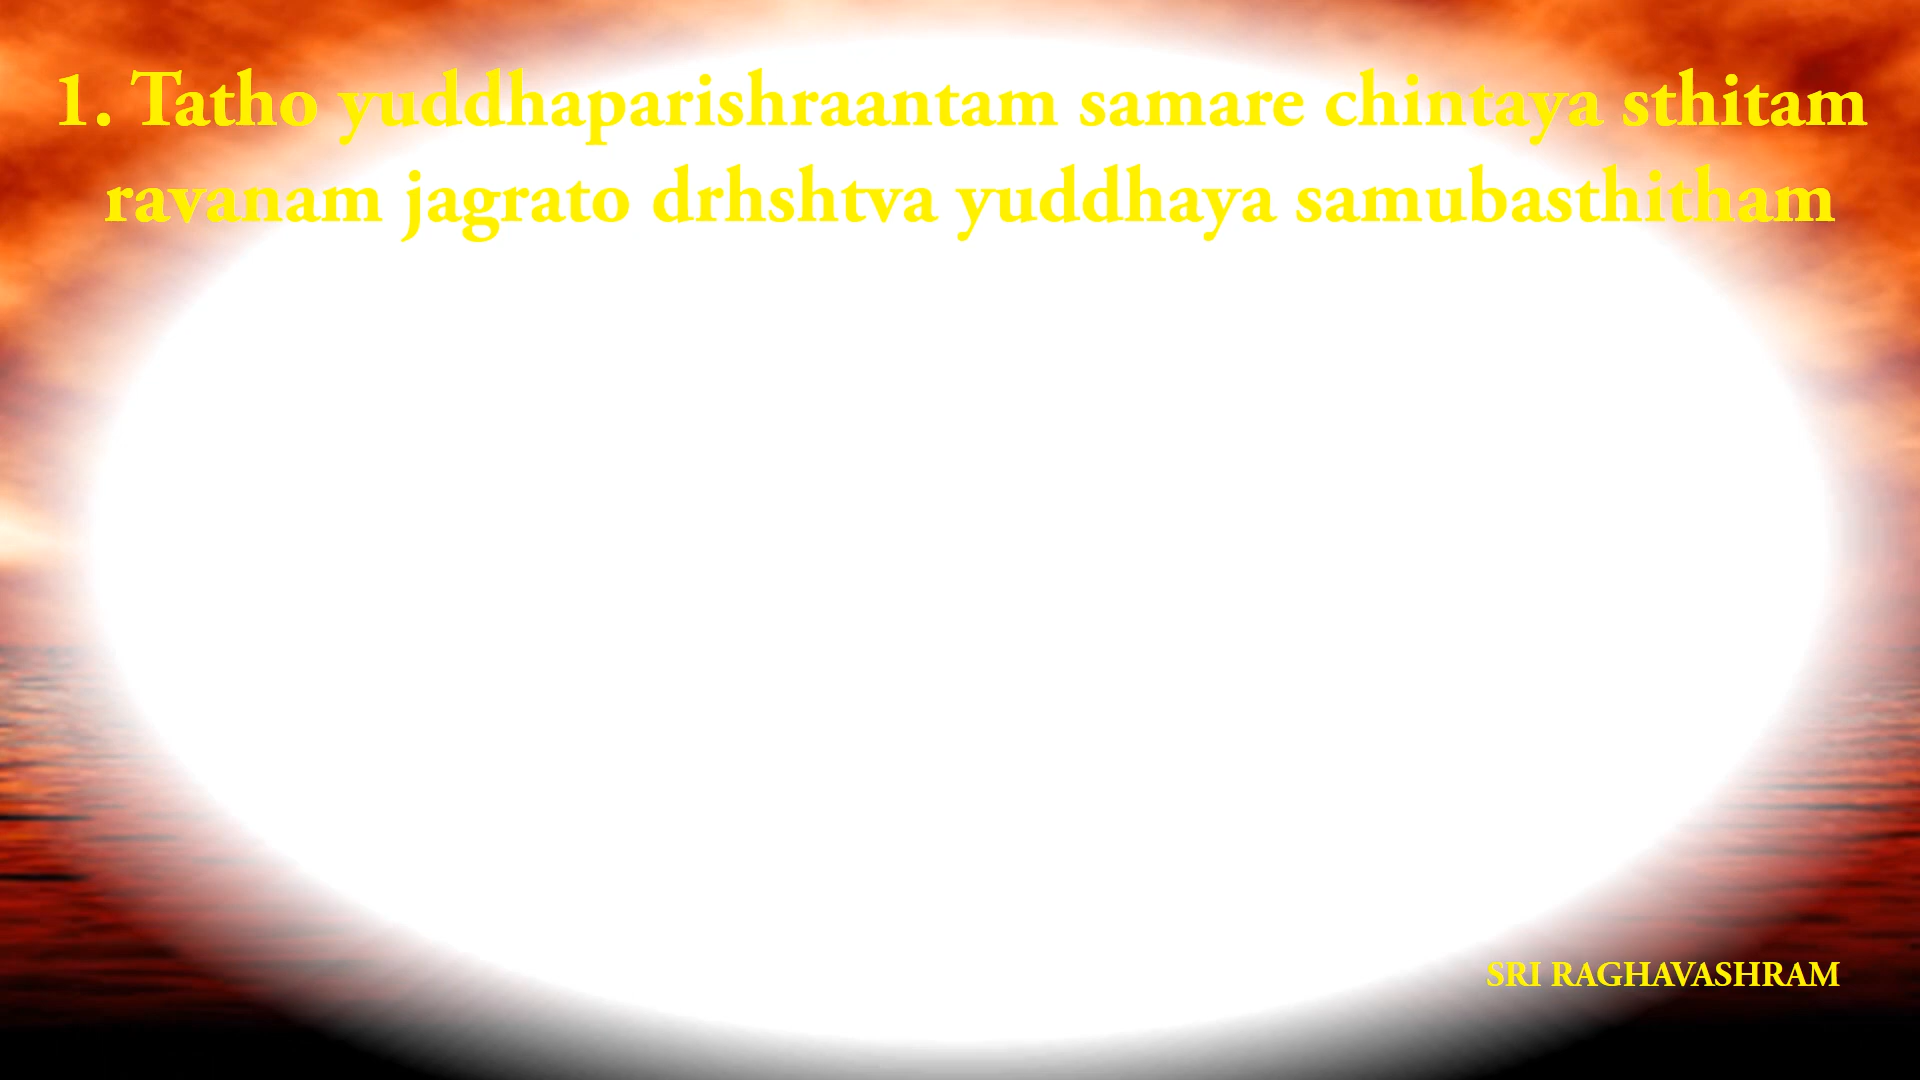 1. Tatho yuddhaparishraantam samare chintaya sthitam
ravanam jagrato drhshtva yuddhaya samubasthitham
SRI RAGHAVASHRAM